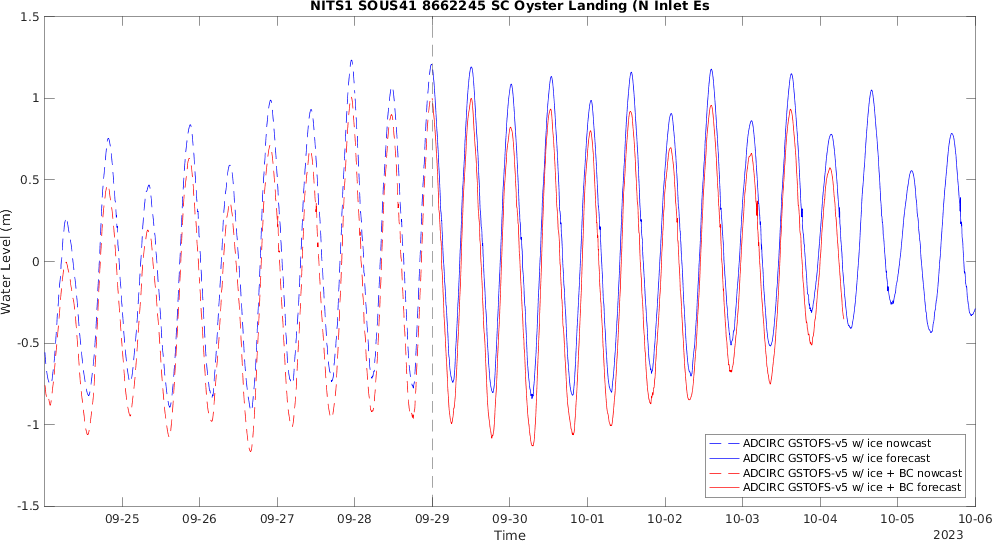 NITS1 SOUS41 8662245 SC Oyster Landing (N Inlet Es
1.5
1
0.5
0
-0.5
-1
-1.5
Water Level (m)
09-25 09-26 09-27 09-28 09-29 09-30 10-01 10-02 10-03 10-04 10-05 10-06
Time
2023
ADCIRC GSTOFS-v5 w/ ice nowcast
ADCIRC GSTOFS-v5 w/ ice forecast
ADCIRC GSTOFS-v5 w/ ice + BC nowcast
ADCIRC GSTOFS-v5 w/ ice + BC forecast